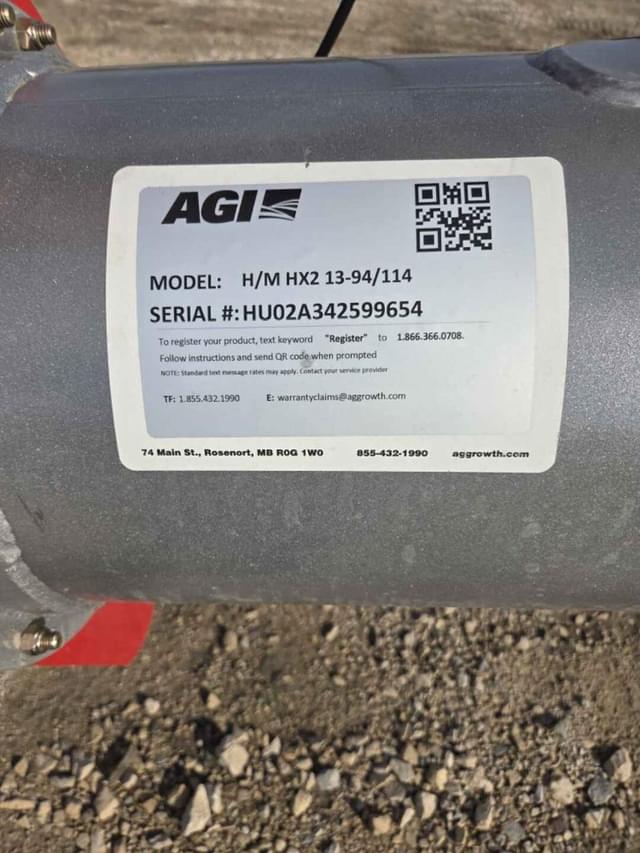 AGI
MODEL: H/M HX2 13-94/114
SERIAL #: HU02A342599654
To register your product, text keyword "Register" to 1.866.366.0708.
Follow instructions and send QR code when prompted
NOTE: Standard text message rates may apply. Contact your service provider
TF: 1.855.432.1990 E: warrantyclaims@aggrowth.com
74 Main St., Rosenort, MB R0G 1W0 855-432-1990 aggrowth.com